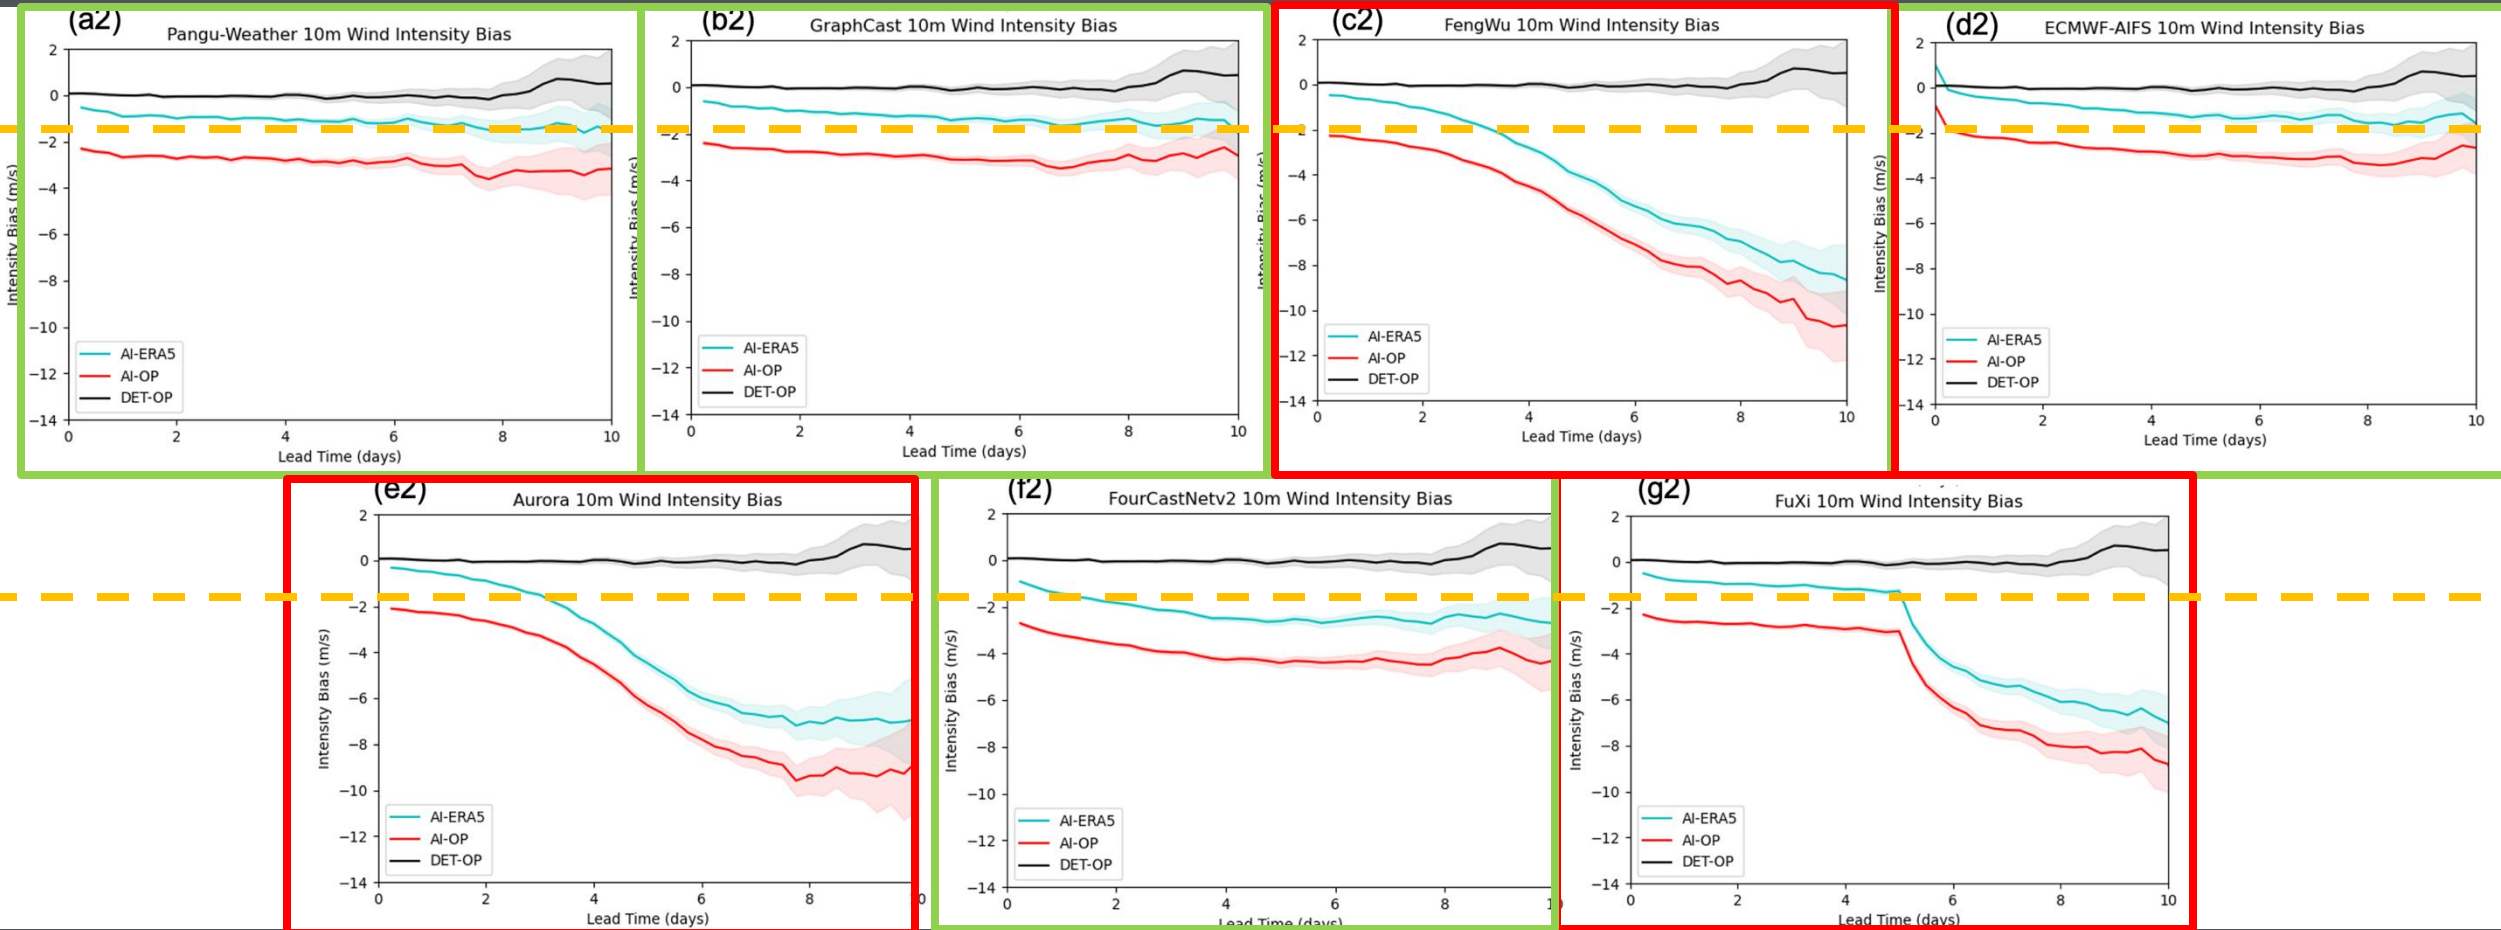 (a2)
Pangu-Weather 10m Wind Intensity Bias
2
0
−2
−4
−6
−8
−10
−12
−14
Intensity Bias (m/s)
AI-ERA5
AI-OP
DET-OP
0 2 4 6 8 10
Lead Time (days)
(b2)
GraphCast 10m Wind Intensity Bias
2
0
−2
−4
−6
−8
−10
−12
−14
Intensity Bias (m/s)
AI-ERA5
AI-OP
DET-OP
0 2 4 6 8 10
Lead Time (days)
(c2)
FengWu 10m Wind Intensity Bias
2
0
−2
−4
−6
−8
−10
−12
−14
Intensity Bias (m/s)
AI-ERA5
AI-OP
DET-OP
0 2 4 6 8 10
Lead Time (days)
(d2)
ECMWF-AIFS 10m Wind Intensity Bias
2
0
−2
−4
−6
−8
−10
−12
−14
Intensity Bias (m/s)
AI-ERA5
AI-OP
DET-OP
0 2 4 6 8 10
Lead Time (days)
(e2)
Aurora 10m Wind Intensity Bias
2
0
−2
−4
−6
−8
−10
−12
−14
Intensity Bias (m/s)
AI-ERA5
AI-OP
DET-OP
0 2 4 6 8
Lead Time (days)
(f2)
FourCastNetv2 10m Wind Intensity Bias
2
0
−2
−4
−6
−8
−10
−12
−14
Intensity Bias (m/s)
AI-ERA5
AI-OP
DET-OP
0 2 4 6 8
Lead Time (days)
(g2)
FuXi 10m Wind Intensity Bias
2
0
−2
−4
−6
−8
−10
−12
−14
Intensity Bias (m/s)
AI-ERA5
AI-OP
DET-OP
0 2 4 6 8 10
Lead Time (days)